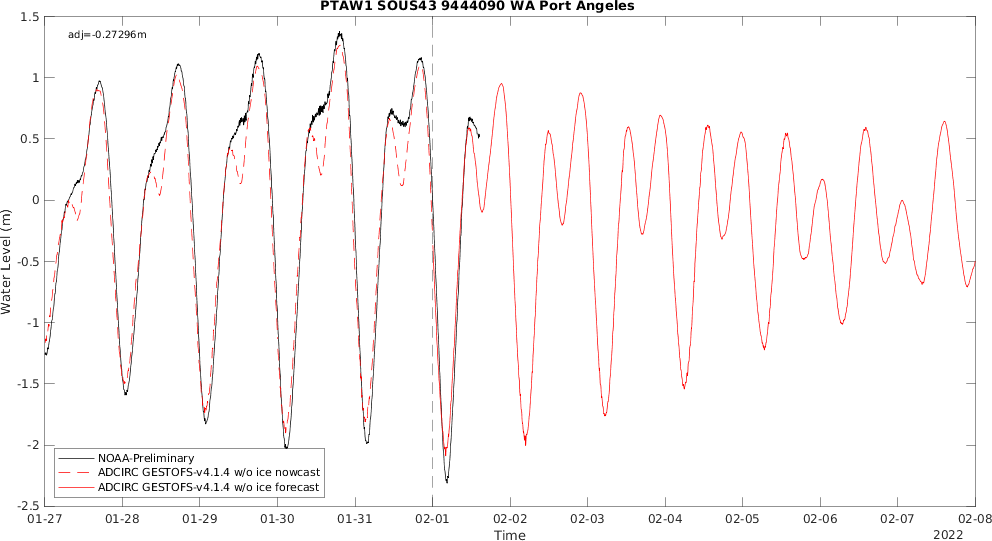 PTAW1 SOUS43 9444090 WA Port Angeles
adj=-0.27296m
1.5
1
0.5
0
-0.5
-1
-1.5
-2
-2.5
Water Level (m)
NOAA-Preliminary
ADCIRC GESTOFS-v4.1.4 w/o ice nowcast
ADCIRC GESTOFS-v4.1.4 w/o ice forecast
01-27 01-28 01-29 01-30 01-31 02-01 02-02 02-03 02-04 02-05 02-06 02-07 02-08
Time
2022